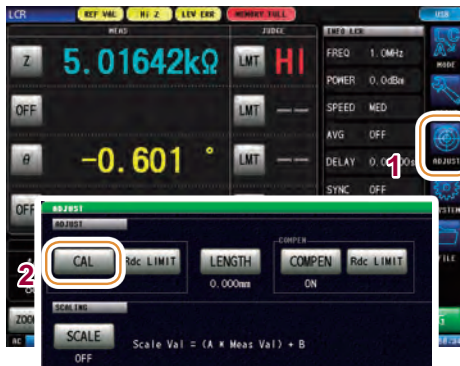 LCR REF VAL HI Z LEV ERR MEMORY FULL USB
MEAS JUDGE INFO LCR
Z 5.01642kΩ LMT HI FREQ 1.0MHz MODE
POWER 0.0dBm
OFF LMT -- SPEED MED
AVG OFF
θ -0.601 ° LMT -- DELAY 1 ADJUST
SYNC OFF
OFF
ADJUST
ADJUST
COMPEN
2 CAL Rdc LIMIT LENGTH COMPEN Rdc LIMIT
0.000mm ON
SCALING
ZOOM SCALE Scale Val = (A * Meas Val) + B
AC OFF